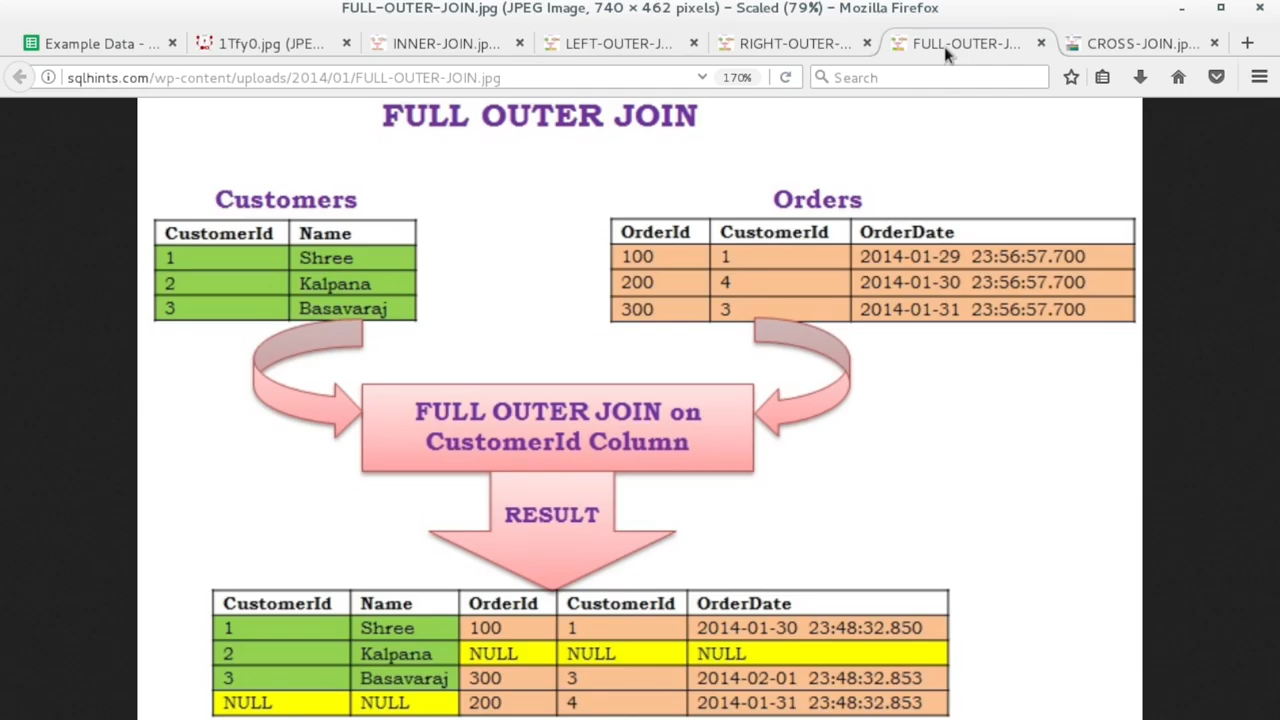 FULL-OUTER-JOIN.jpg (JPEG Image, 740 × 462 pixels) - Scaled (79%) - Mozilla Firefox
Example Data - ... 1Tfy0.jpg (JPE... INNER-JOIN.jp... LEFT-OUTER-J... RIGHT-OUTER-... FULL-OUTER-J... CROSS-JOIN.jp...
sqlhints.com/wp-content/uploads/2014/01/FULL-OUTER-JOIN.jpg 170% Search
FULL OUTER JOIN
Customers Orders
CustomerId Name OrderId CustomerId OrderDate
1 Shree 100 1 2014-01-29 23:56:57.700
2 Kalpana 200 4 2014-01-30 23:56:57.700
3 Basavaraj 300 3 2014-01-31 23:56:57.700
FULL OUTER JOIN on
CustomerId Column
RESULT
CustomerId Name OrderId CustomerId OrderDate
1 Shree 100 1 2014-01-30 23:48:32.850
2 Kalpana NULL NULL NULL
3 Basavaraj 300 3 2014-02-01 23:48:32.853
NULL NULL 200 4 2014-01-31 23:48:32.853